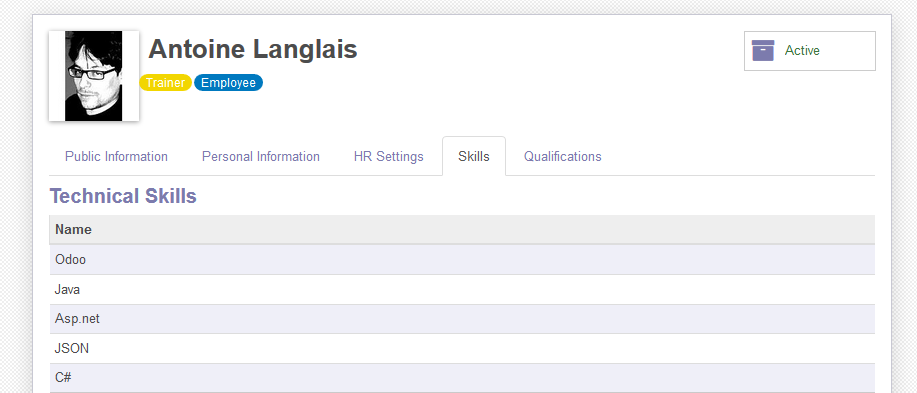 Antoine Langlais
Active
Trainer Employee
Public Information Personal Information HR Settings Skills Qualifications
Technical Skills
Name
Odoo
Java
Asp.net
JSON
C#